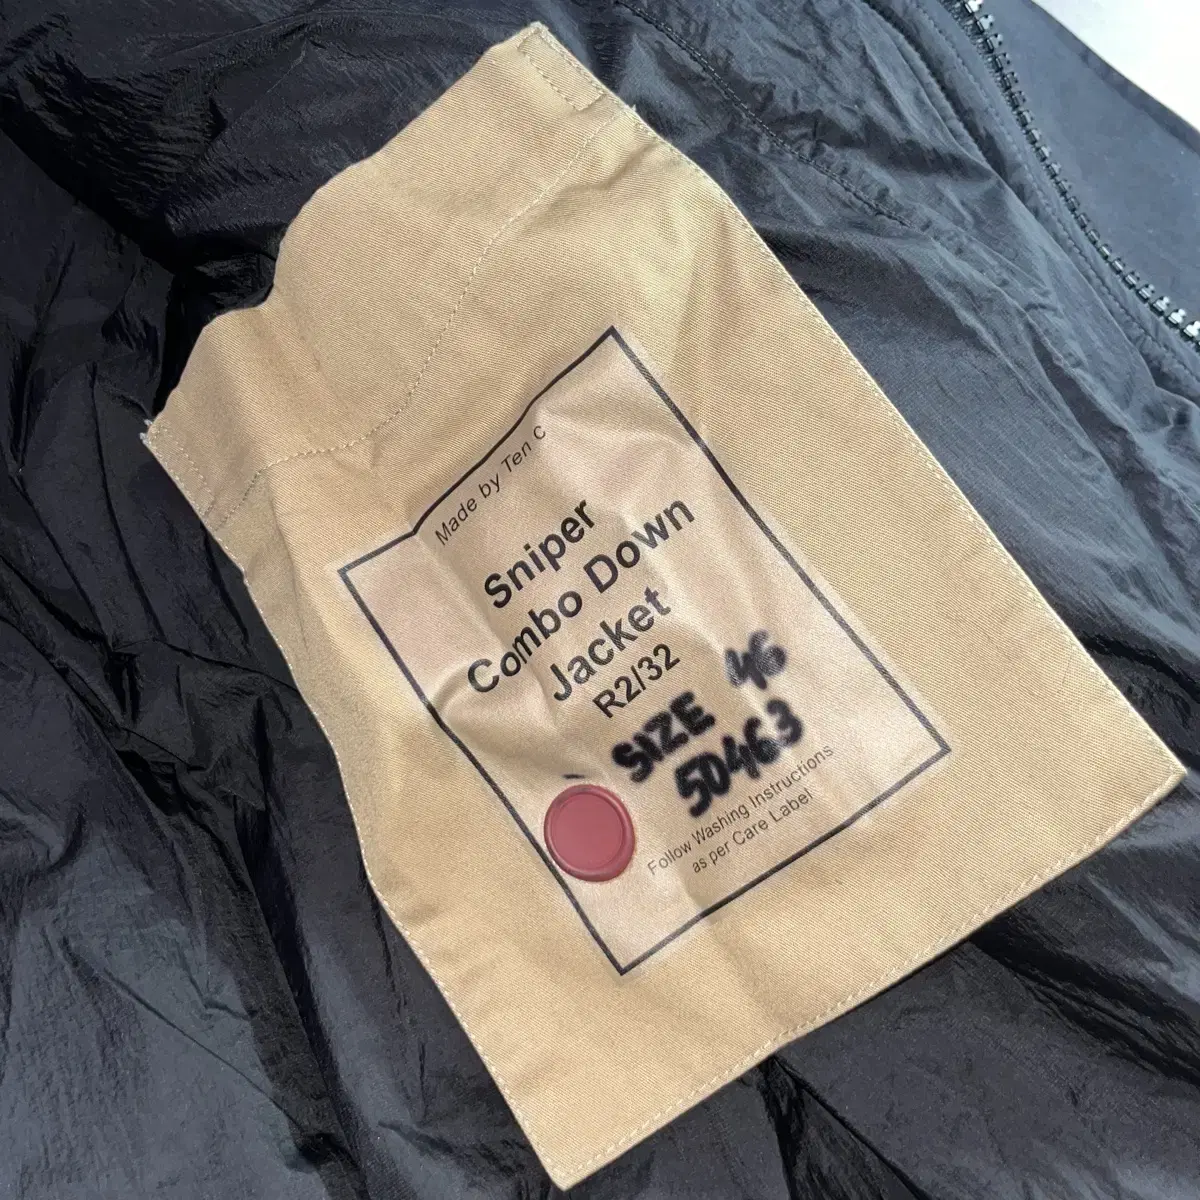 Made by Ten C
Sniper
Combo Down
Jacket
R2/32
SIZE 46
50463
Follow Washing Instructions
as per Care Label